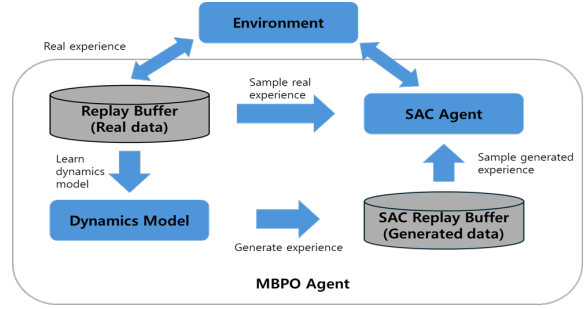 Environment
Real experience
Sample real
experience
Replay Buffer
(Real data)
SAC Agent
Learn
dynamics
model
Sample generated
experience
Dynamics Model
Generate experience
SAC Replay Buffer
(Generated data)
MBPO Agent